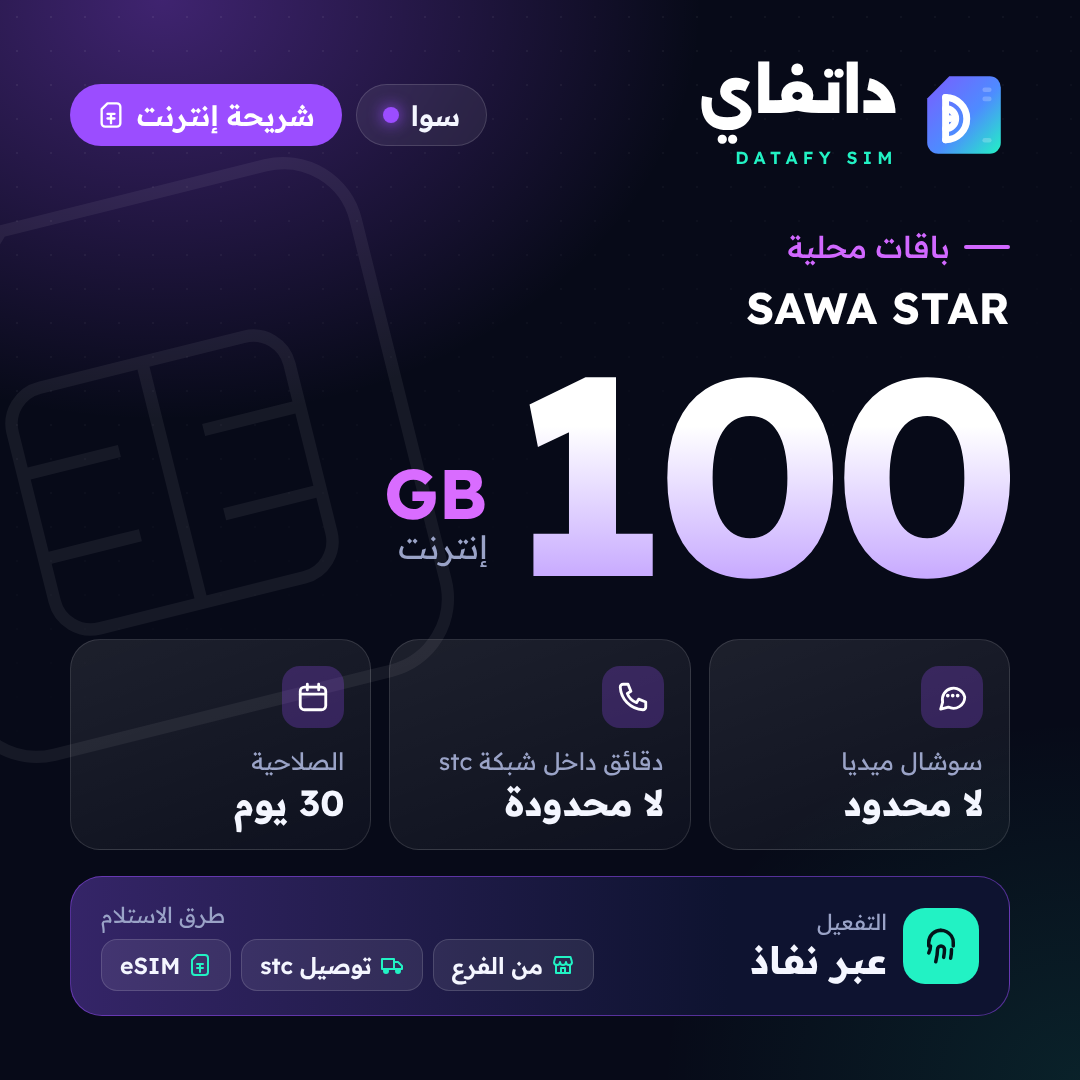 داتفاي
DATAFY SIM
سوا
شريحة إنترنت
باقات محلية
SAWA STAR
100
GB
إنترنت
سوشال ميديا
لا محدود
دقائق داخل شبكة stc
لا محدودة
الصلاحية
30 يوم
التفعيل
عبر نفاذ
طرق الاستلام
من الفرع
توصيل stc
eSIM